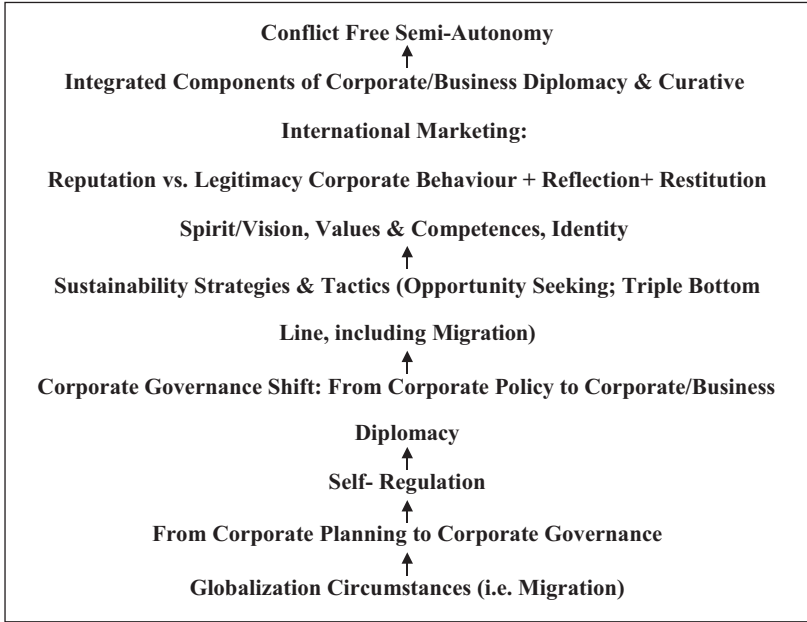 Conflict Free Semi-Autonomy
Integrated Components of Corporate/Business Diplomacy & Curative
International Marketing:
Reputation vs. Legitimacy Corporate Behaviour + Reflection+ Restitution
Spirit/Vision, Values & Competences, Identity
Sustainability Strategies & Tactics (Opportunity Seeking; Triple Bottom
Line, including Migration)
Corporate Governance Shift: From Corporate Policy to Corporate/Business
Diplomacy
Self- Regulation
From Corporate Planning to Corporate Governance
Globalization Circumstances (i.e. Migration)